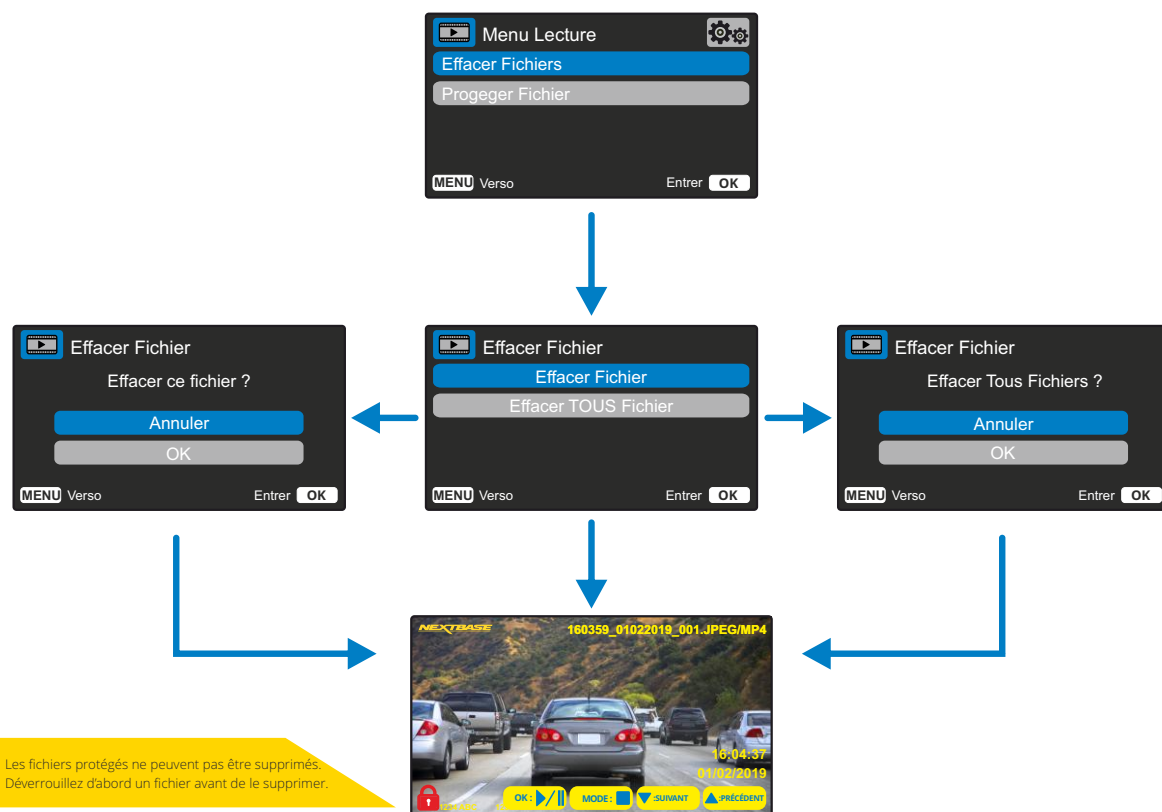 Menu Lecture
Effacer Fichiers
Progeger Fichier
MENU Verso
Entrer OK
Effacer Fichier
Effacer ce fichier ?
Annuler
OK
MENU Verso
Entrer OK
Effacer Fichier
Effacer Fichier
Effacer TOUS Fichier
MENU Verso
Entrer OK
Effacer Fichier
Effacer Tous Fichiers ?
Annuler
OK
MENU Verso
Entrer OK
NEXTBASE
160359_01022019_001.JPEG/MP4
16:04:37
01/02/2019
OK :
MODE :
:SUIVANT
:PRÉCÉDENT
Les fichiers protégés ne peuvent pas être supprimés.
Déverrouillez d'abord un fichier avant de le supprimer.